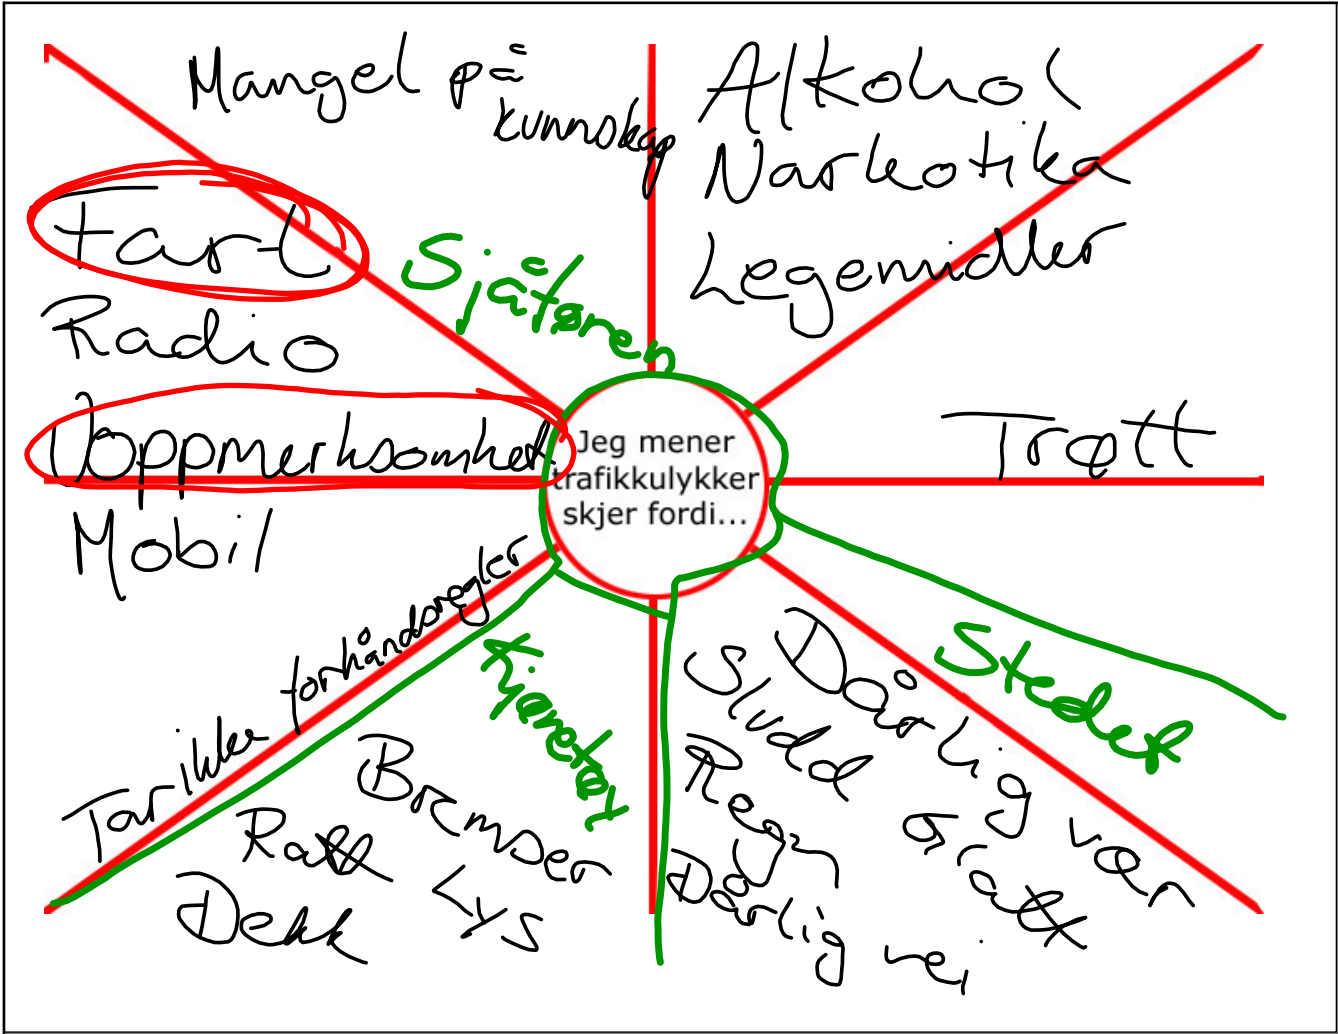 Mangel på
kunnskap
Alkohol
Narkotika
Legemidler
Fart
Radio
Uoppmerksomhet
Mobil
Sjåføren
Trøtt
Jeg mener
trafikkulykker
skjer fordi...
Tar ikke forhåndsregler
Kjøretøy
Bremser
Ratt
Lys
Dekk
Stedet
Dårlig vær
Sludd
Regn
Dårlig vei